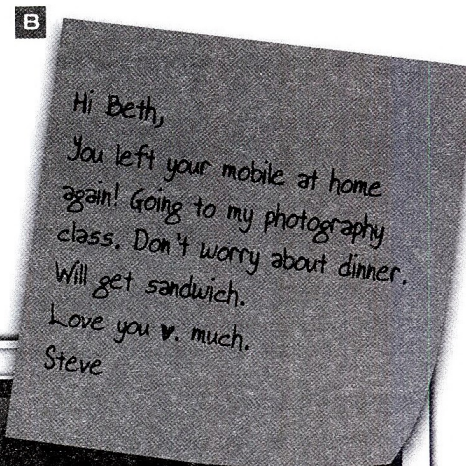 B
Hi Beth,
You left your mobile at home
again! Going to my photography
class. Don't worry about dinner.
Will get sandwich.
Love you v. much.
Steve